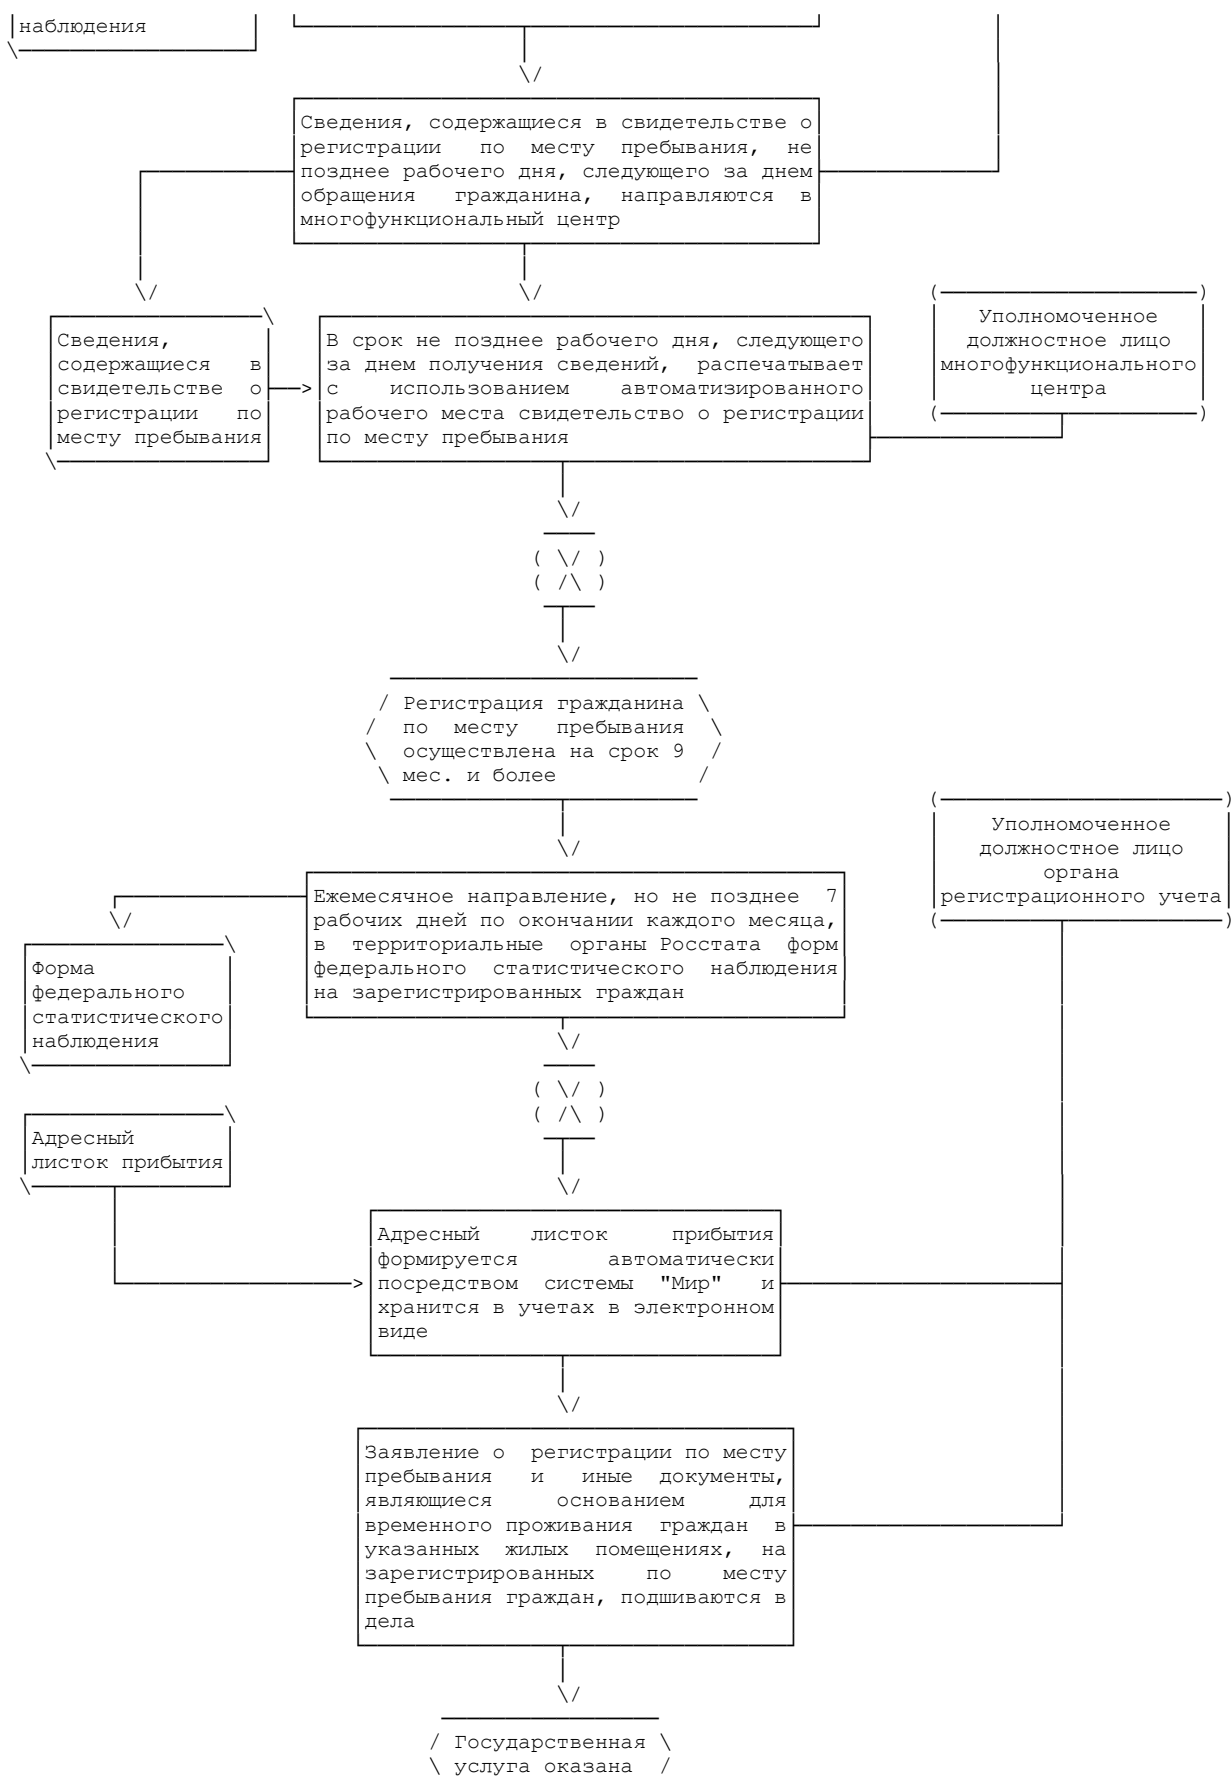 наблюдения
Сведения, содержащиеся в свидетельстве о
регистрации по месту пребывания, не
позднее рабочего дня, следующего за днем
обращения гражданина, направляются в
многофункциональный центр
Сведения,
содержащиеся в
свидетельстве о
регистрации по
месту пребывания
В срок не позднее рабочего дня, следующего
за днем получения сведений, распечатывает
с использованием автоматизированного
рабочего места свидетельство о регистрации
по месту пребывания
Уполномоченное
должностное лицо
многофункционального
центра
Регистрация гражданина
по месту пребывания
осуществлена на срок 9
мес. и более
Уполномоченное
должностное лицо
органа
регистрационного учета
Ежемесячное направление, но не позднее 7
рабочих дней по окончании каждого месяца,
в территориальные органы Росстата форм
федерального статистического наблюдения
на зарегистрированных граждан
Форма
федерального
статистического
наблюдения
Адресный
листок прибытия
Адресный листок прибытия
формируется автоматически
посредством системы "Мир" и
хранится в учетах в электронном
виде
Заявление о регистрации по месту
пребывания и иные документы,
являющиеся основанием для
временного проживания граждан в
указанных жилых помещениях, на
зарегистрированных по месту
пребывания граждан, подшиваются в
дела
Государственная
услуга оказана